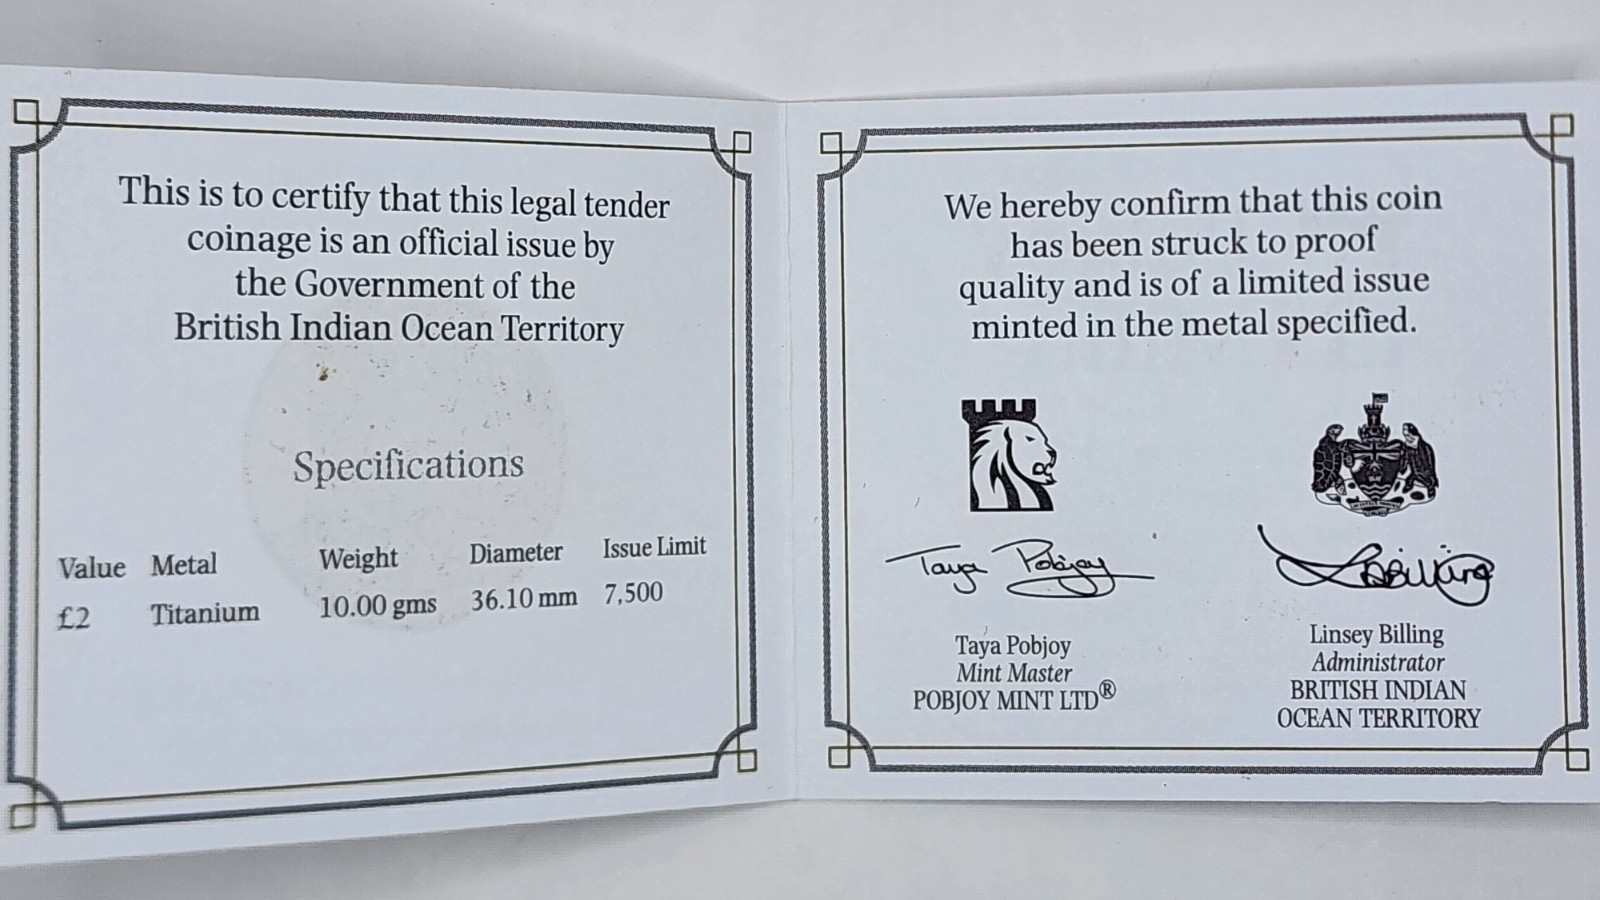 This is to certify that this legal tender
coinage is an official issue by
the Government of the
British Indian Ocean Territory
Specifications
Value Metal Weight Diameter Issue Limit
£2 Titanium 10.00 gms 36.10 mm 7,500
We hereby confirm that this coin
has been struck to proof
quality and is of a limited issue
minted in the metal specified.
Taya Pobjoy
Taya Pobjoy
Mint Master
POBJOY MINT LTD®
LBilling
Linsey Billing
Administrator
BRITISH INDIAN
OCEAN TERRITORY